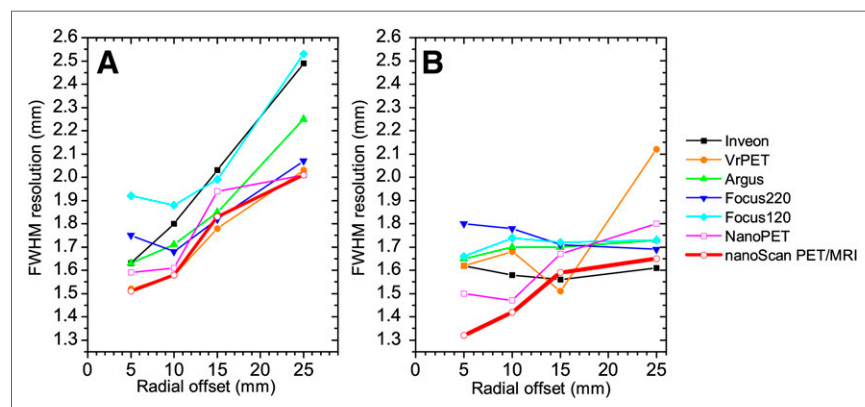 A
FWHM resolution (mm)
2.6
2.5
2.4
2.3
2.2
2.1
2.0
1.9
1.8
1.7
1.6
1.5
1.4
1.3
0 5 10 15 20 25
Radial offset (mm)
B
FWHM resolution (mm)
2.6
2.5
2.4
2.3
2.2
2.1
2.0
1.9
1.8
1.7
1.6
1.5
1.4
1.3
0 5 10 15 20 25
Radial offset (mm)
Inveon
VrPET
Argus
Focus220
Focus120
NanoPET
nanoScan PET/MRI